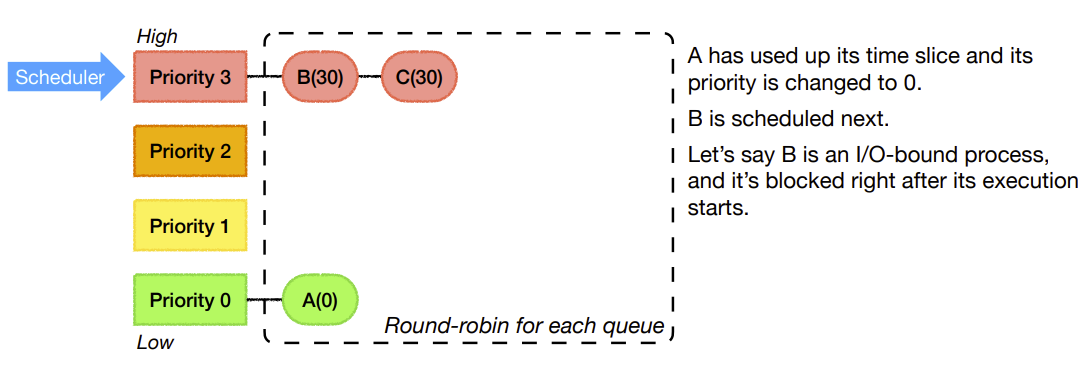 High
Scheduler
Priority 3
B(30)
C(30)
Priority 2
Priority 1
Priority 0
A(0)
Round-robin for each queue
Low
A has used up its time slice and its
priority is changed to 0.
B is scheduled next.
Let's say B is an I/O-bound process,
and it's blocked right after its execution
starts.